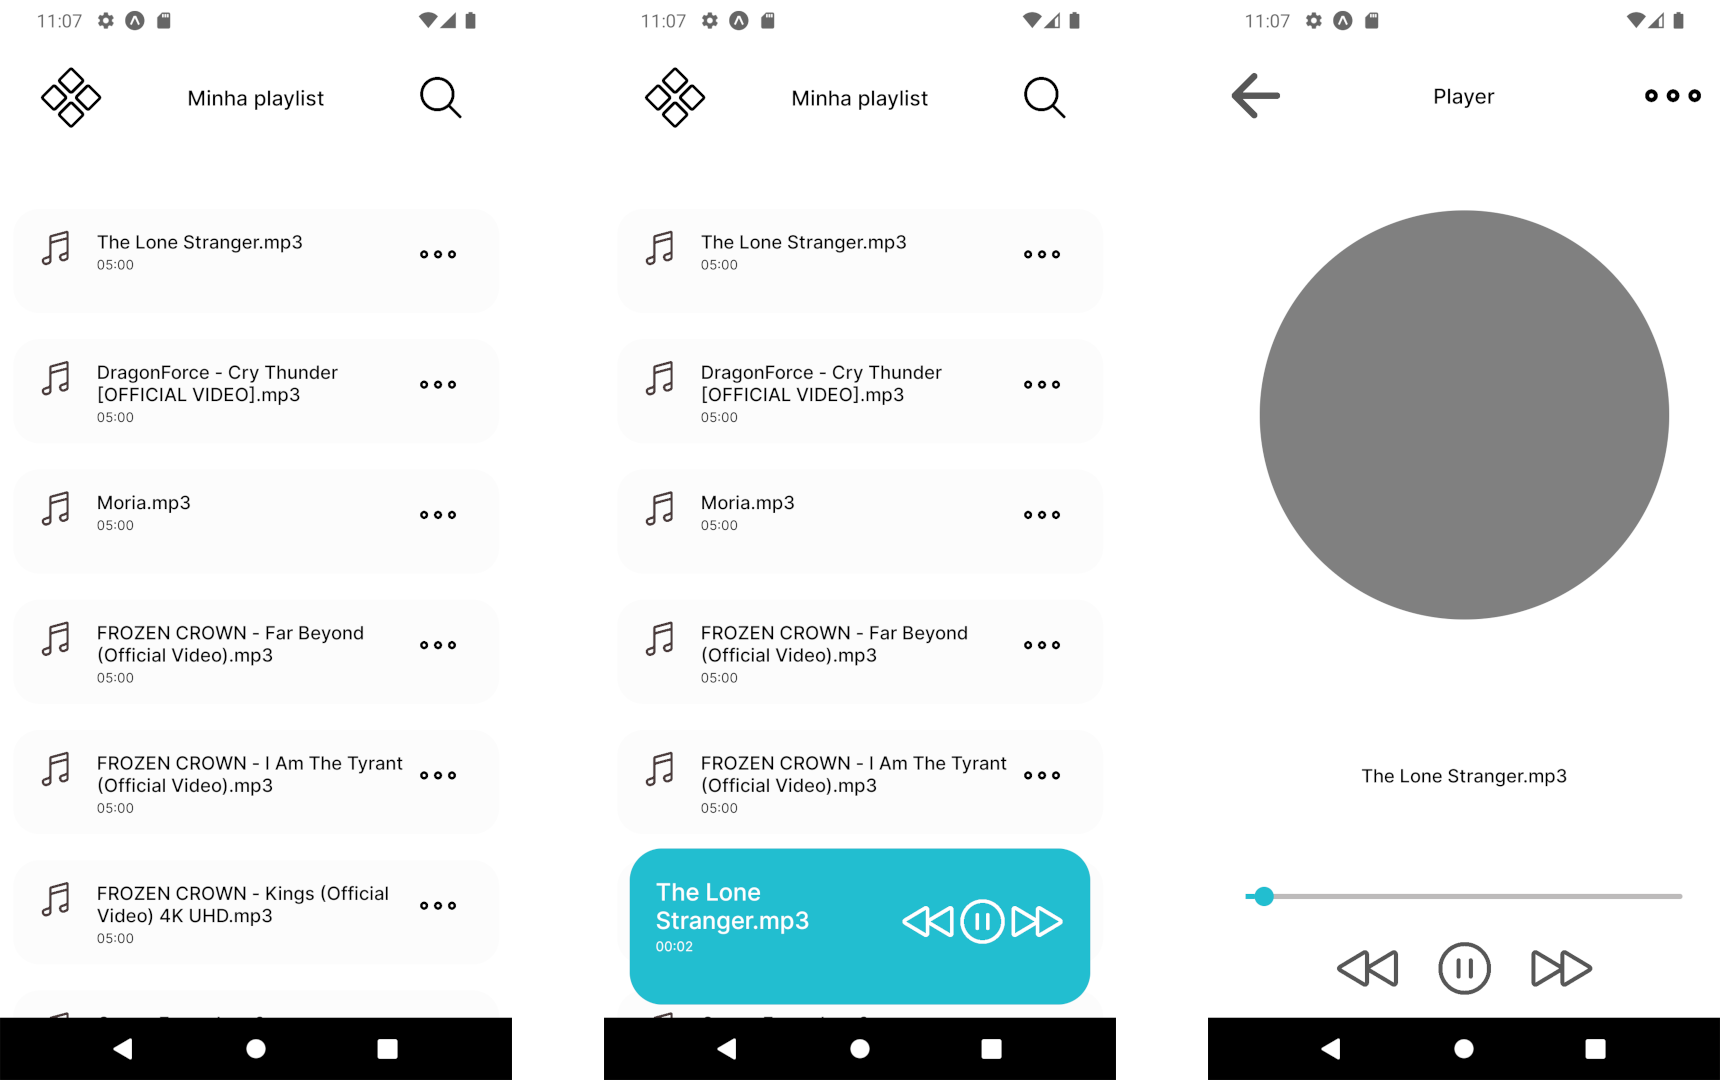 11:07
Minha playlist
The Lone Stranger.mp3
05:00
DragonForce - Cry Thunder
[OFFICIAL VIDEO].mp3
05:00
Moria.mp3
05:00
FROZEN CROWN - Far Beyond
(Official Video).mp3
05:00
FROZEN CROWN - I Am The Tyrant
(Official Video).mp3
05:00
FROZEN CROWN - Kings (Official
Video) 4K UHD.mp3
05:00
11:07
Minha playlist
The Lone Stranger.mp3
05:00
DragonForce - Cry Thunder
[OFFICIAL VIDEO].mp3
05:00
Moria.mp3
05:00
FROZEN CROWN - Far Beyond
(Official Video).mp3
05:00
FROZEN CROWN - I Am The Tyrant
(Official Video).mp3
05:00
The Lone
Stranger.mp3
00:02
11:07
Player
The Lone Stranger.mp3